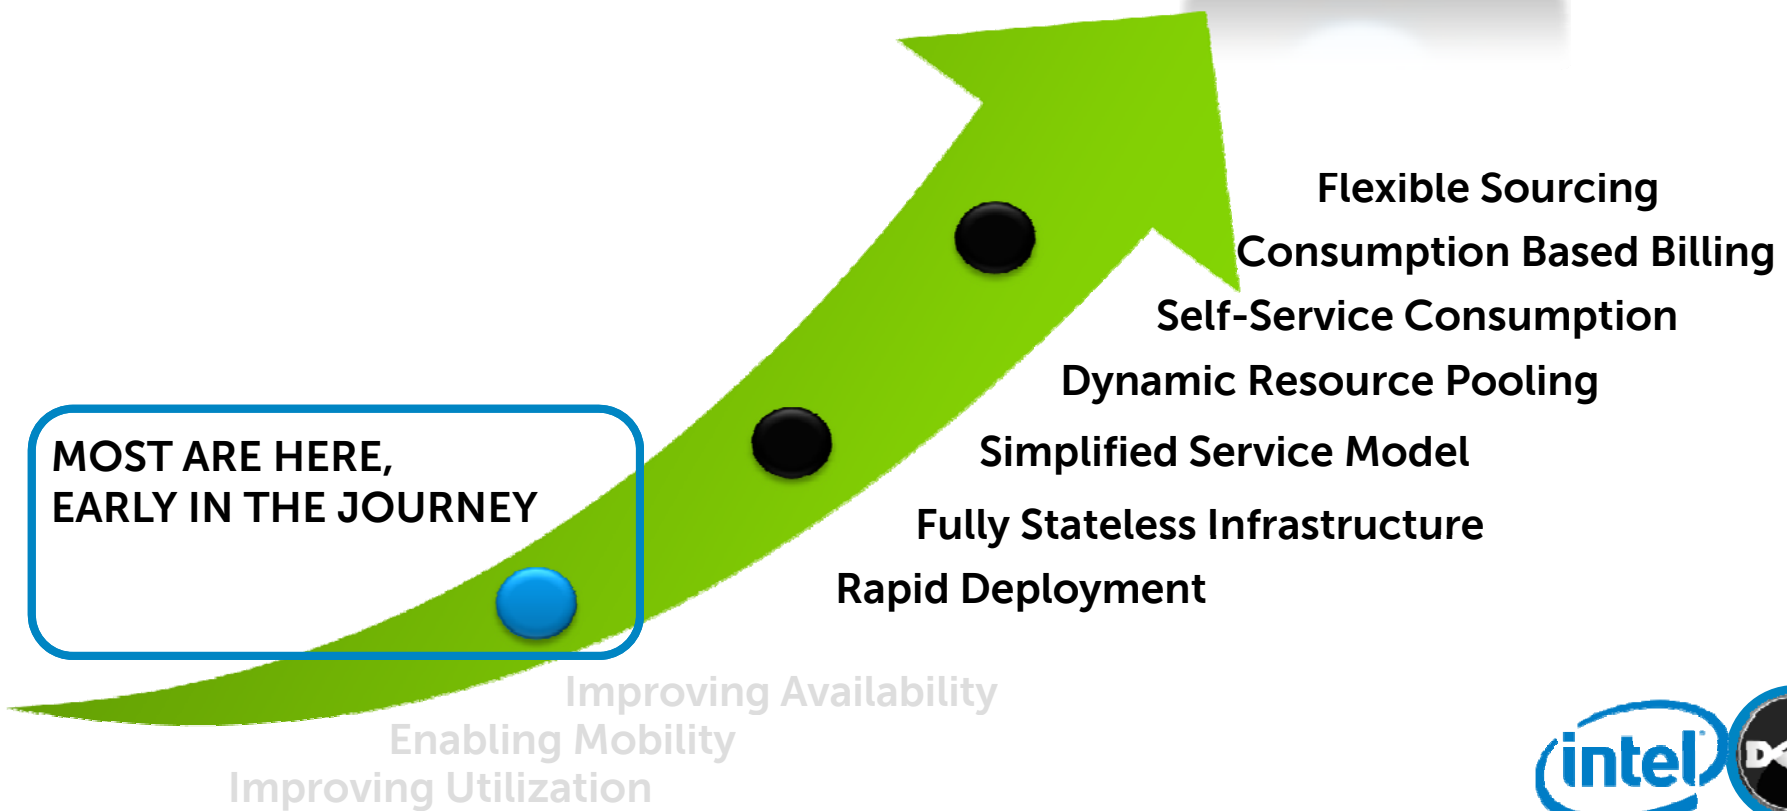 Flexible Sourcing
Consumption Based Billing
Self-Service Consumption
Dynamic Resource Pooling
MOST ARE HERE,
EARLY IN THE JOURNEY
Simplified Service Model
Fully Stateless Infrastructure
Rapid Deployment
Improving Availability
Enabling Mobility
Improving Utilization
intel